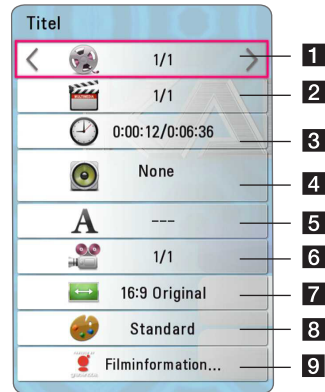 Titel
1/1 1
1/1 2
0:00:12/0:06:36 3
None 4
A --- 5
1/1 6
16:9 Original 7
Standard 8
Filminformation... 9